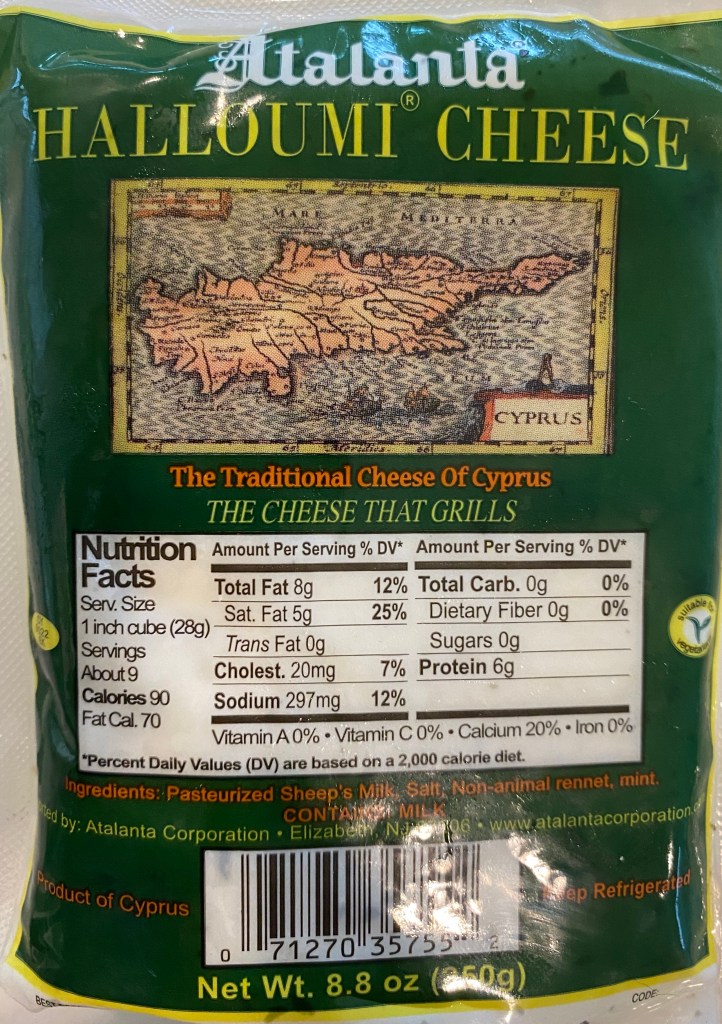 Atalanta
HALLOUMI® CHEESE
MARE MEDITERRA
CYPRUS
The Traditional Cheese Of Cyprus
THE CHEESE THAT GRILLS
Nutrition Facts
Serv. Size
1 inch cube (28g)
Servings
About 9
Calories 90
Fat Cal. 70
Amount Per Serving % DV*
Total Fat 8g 12%
Sat. Fat 5g 25%
Trans Fat 0g
Cholest. 20mg 7%
Sodium 297mg 12%
Amount Per Serving % DV*
Total Carb. 0g 0%
Dietary Fiber 0g 0%
Sugars 0g
Protein 6g
Vitamin A 0% • Vitamin C 0% • Calcium 20% • Iron 0%
*Percent Daily Values (DV) are based on a 2,000 calorie diet.
suitable for
Ingredients: Pasteurized Sheep's Milk, Salt, Non-animal rennet, mint.
MILK
by: Atalanta Corporation • Elizabeth, • www.atalantacorporation.
Product of Cyprus
Keep Refrigerated
0 71270 35755 2
Net Wt. 8.8 oz (250g)
CODE: